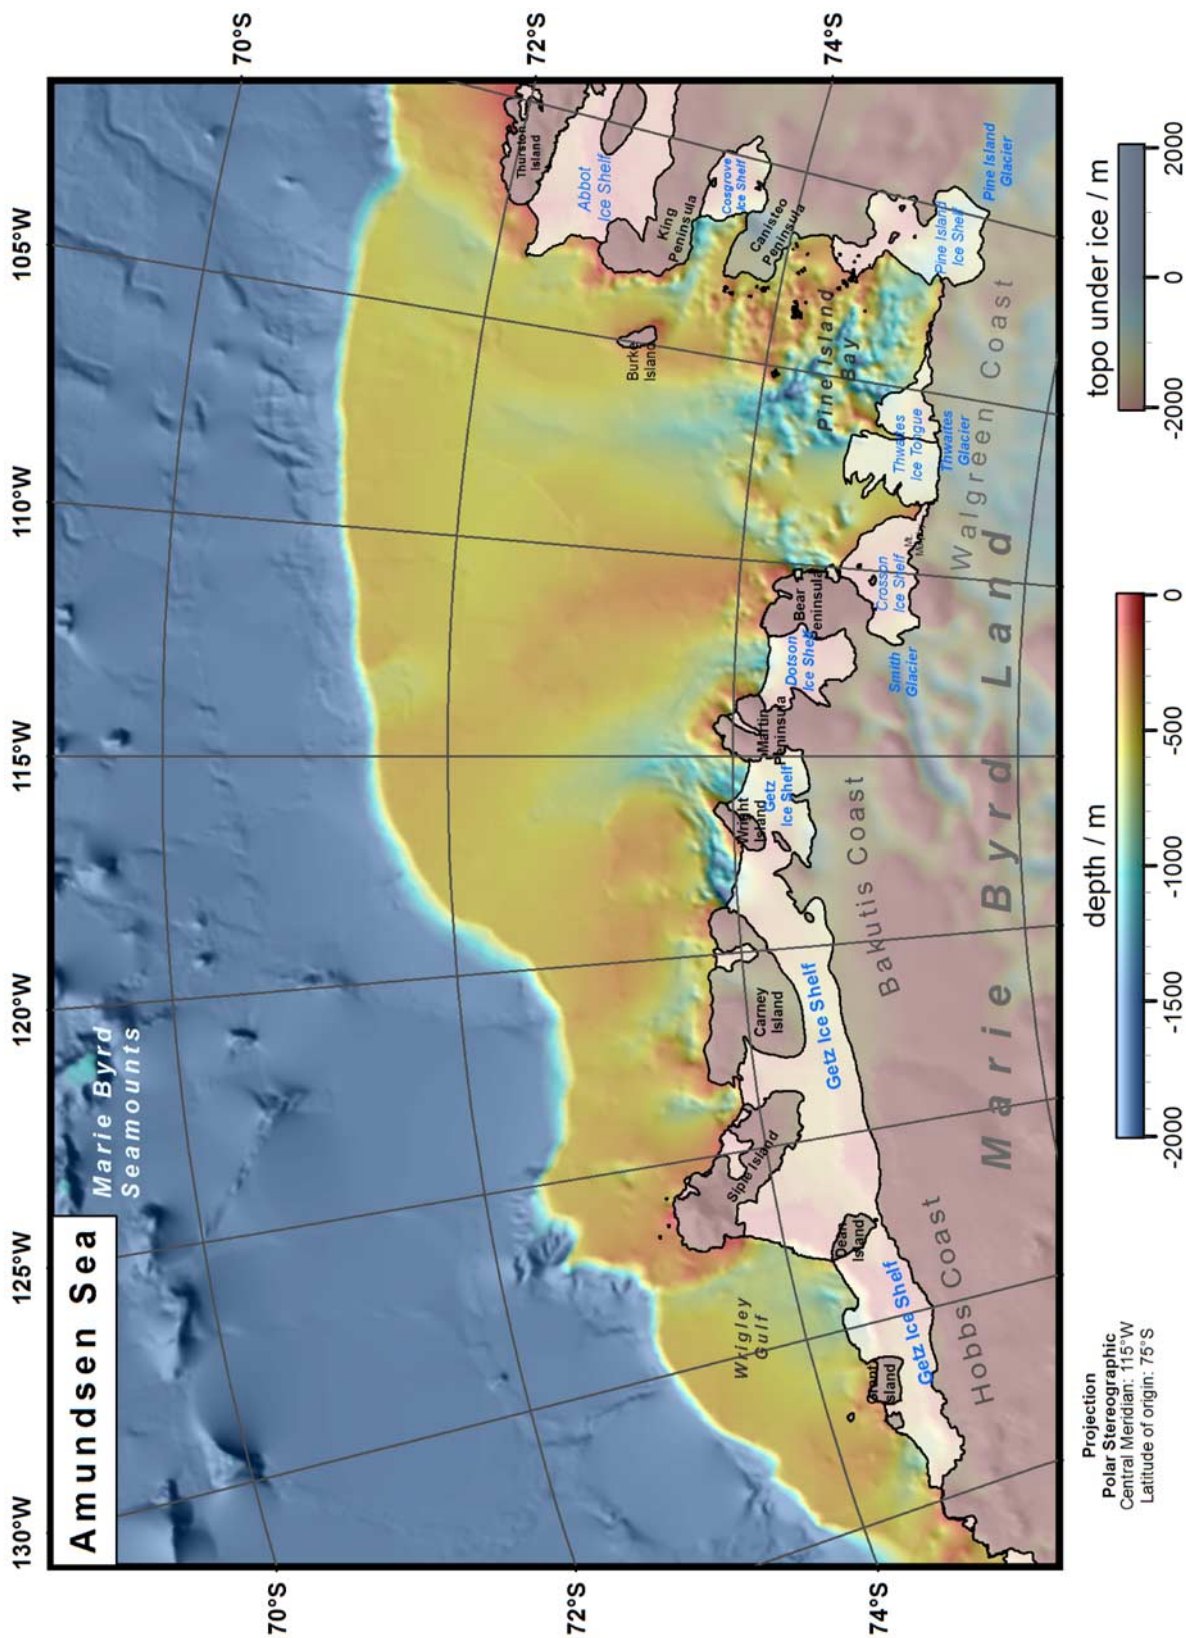 Amundsen Sea
130°W
125°W
120°W
115°W
110°W
105°W
70°S
72°S
74°S
70°S
72°S
74°S
Marie Byrd
Seamounts
Wrigley
Gulf
Grant
Island
Getz Ice Shelf
Dean
Island
Hobbs Coast
Siple Island
Getz Ice Shelf
Carney
Island
Bakutis Coast
Wright
Island
Getz
Ice Shelf
Martin
Peninsula
Dotson
Ice Shelf
Bear
Peninsula
Smith
Glacier
Crosson
Ice Shelf
Mt.
Thwaites
Ice Tongue
Thwaites
Glacier
Walgreen Coast
Marie Byrd Land
Burke
Island
Pine Island
Bay
Thurston
Island
Abbot
Ice Shelf
King
Peninsula
Cosgrove
Ice Shelf
Canisteo
Peninsula
Pine Island
Ice Shelf
Pine Island
Glacier
Projection
Polar Stereographic
Central Meridian: 115°W
Latitude of origin: 75°S
depth / m
-2000
-1500
-1000
-500
0
topo under ice / m
-2000
0
2000